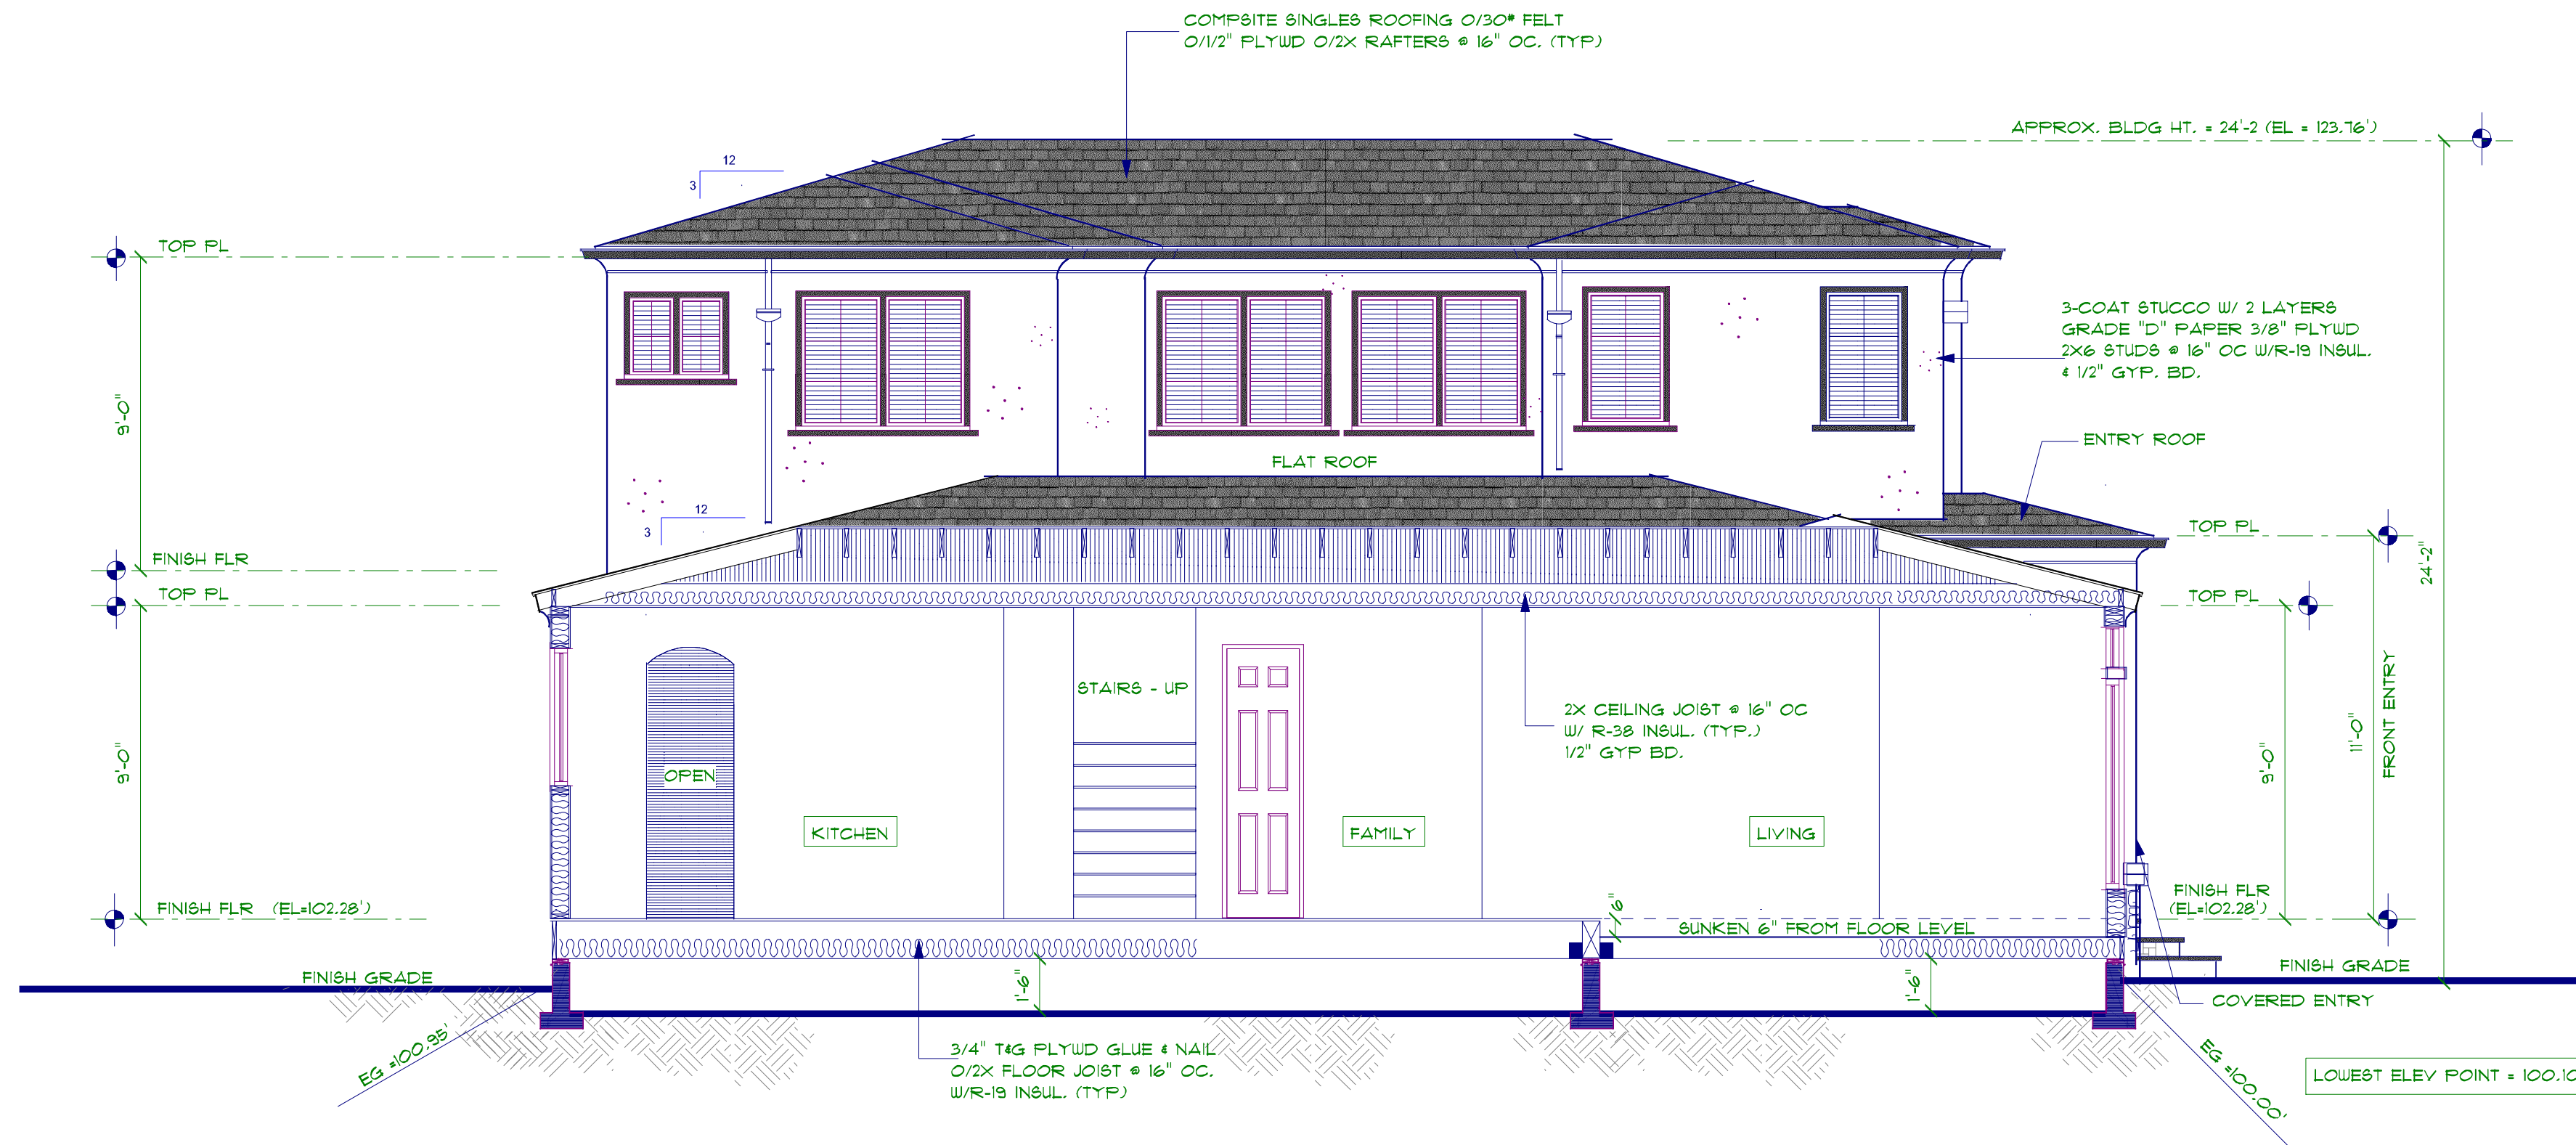 COMPSITE SINGLES ROOFING O/30# FELT
O/1/2" PLYWD O/2X RAFTERS @ 16" OC. (TYP)
APPROX. BLDG HT. = 24'-2 (EL = 123.76')
12
3
TOP PL
3-COAT STUCCO W/ 2 LAYERS
GRADE "D" PAPER 3/8" PLYWD
2X6 STUDS @ 16" OC W/R-19 INSUL.
& 1/2" GYP. BD.
9'-0"
ENTRY ROOF
FLAT ROOF
12
3
TOP PL
FINISH FLR
24'-2"
TOP PL
TOP PL
STAIRS - UP
2X CEILING JOIST @ 16" OC
W/ R-38 INSUL. (TYP.)
1/2" GYP BD.
9'-0"
OPEN
9'-0"
11'-0"
FRONT ENTRY
KITCHEN
FAMILY
LIVING
FINISH FLR (EL=102.28')
6"
FINISH FLR
(EL=102.28')
SUNKEN 6" FROM FLOOR LEVEL
FINISH GRADE
1'-6"
1'-6"
FINISH GRADE
COVERED ENTRY
EG =100.95'
3/4" T&G PLYWD GLUE & NAIL
O/2X FLOOR JOIST @ 16" OC.
W/R-19 INSUL. (TYP)
EG =100.00'
LOWEST ELEV POINT = 100.10